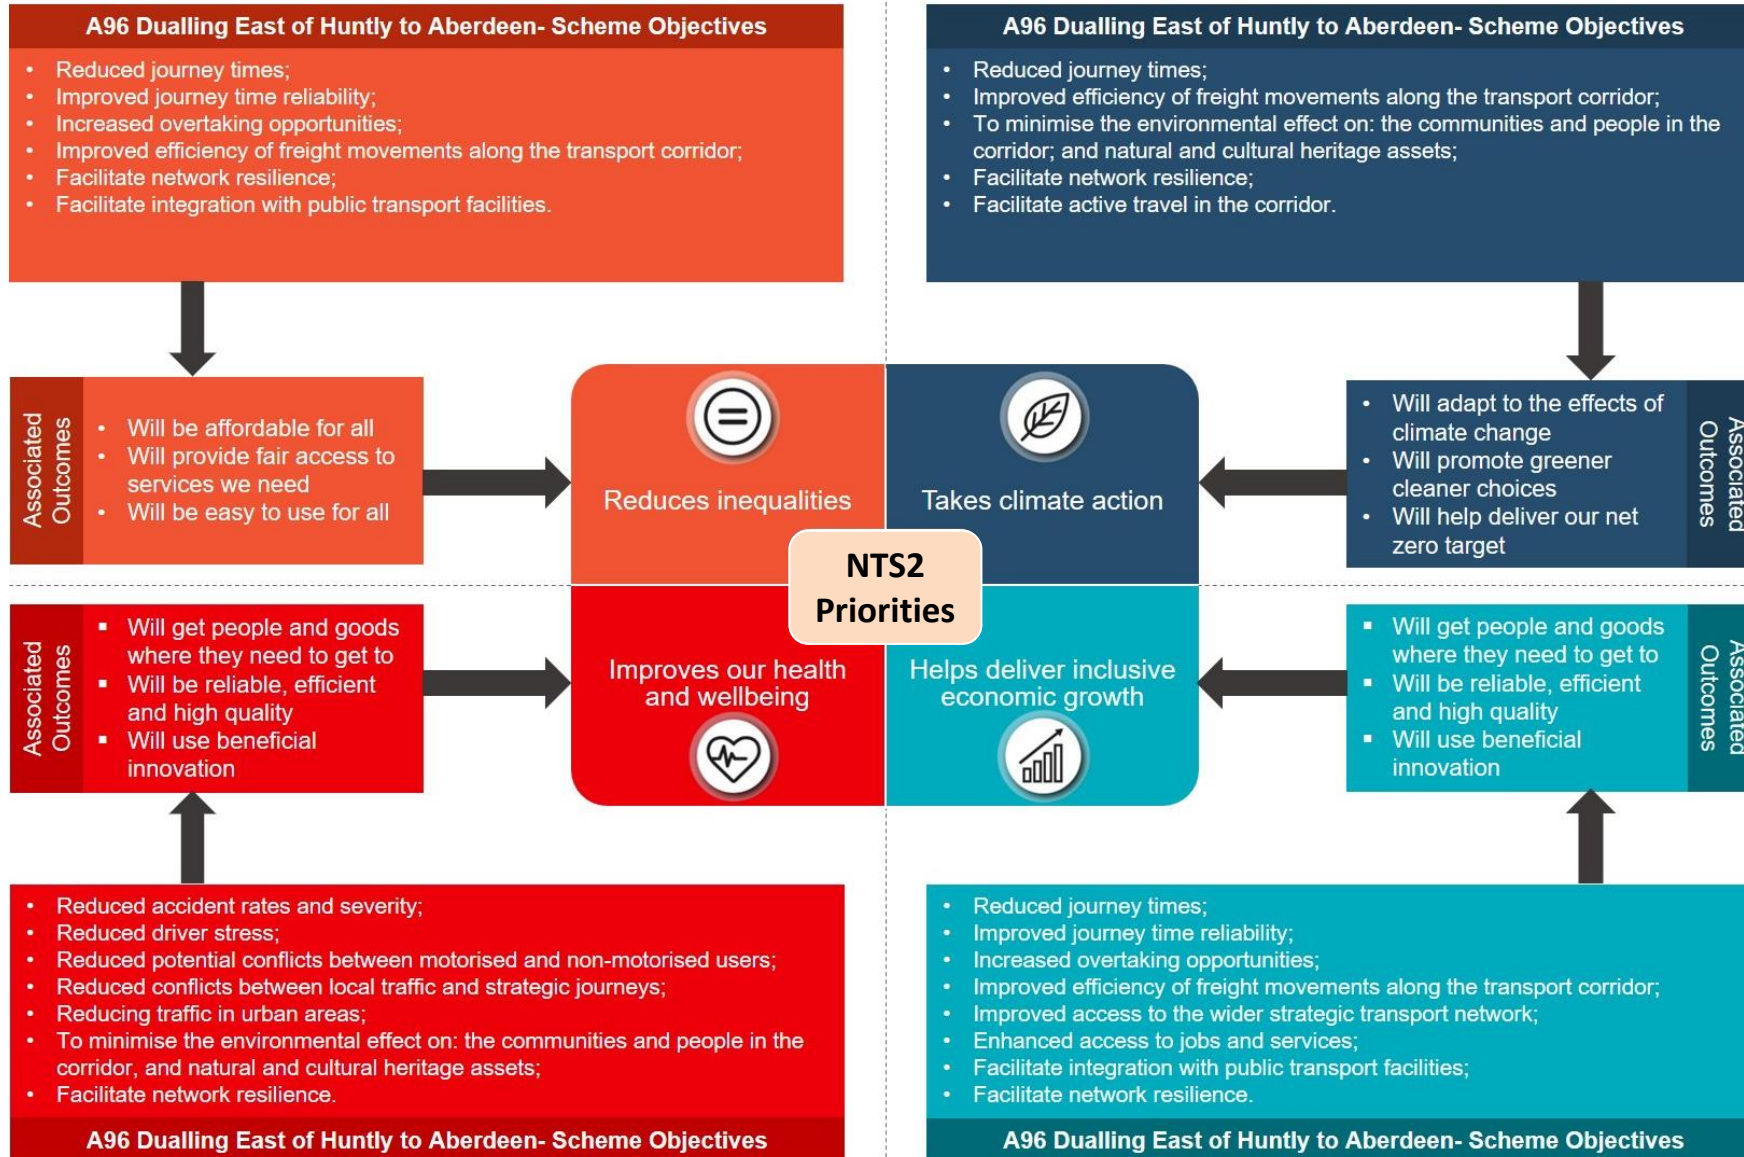 A96 Dualling East of Huntly to Aberdeen- Scheme Objectives
• Reduced journey times;
• Improved journey time reliability;
• Increased overtaking opportunities;
• Improved efficiency of freight movements along the transport corridor;
• Facilitate network resilience;
• Facilitate integration with public transport facilities.
A96 Dualling East of Huntly to Aberdeen- Scheme Objectives
• Reduced journey times;
• Improved efficiency of freight movements along the transport corridor;
• To minimise the environmental effect on: the communities and people in the
corridor; and natural and cultural heritage assets;
• Facilitate network resilience;
• Facilitate active travel in the corridor.
Associated
Outcomes
• Will be affordable for all
• Will provide fair access to
services we need
• Will be easy to use for all
Reduces inequalities
Takes climate action
• Will adapt to the effects of
climate change
• Will promote greener
cleaner choices
• Will help deliver our net
zero target
Associated
Outcomes
NTS2
Priorities
Associated
Outcomes
▪ Will get people and goods
where they need to get to
▪ Will be reliable, efficient
and high quality
▪ Will use beneficial
innovation
Improves our health
and wellbeing
Helps deliver inclusive
economic growth
▪ Will get people and goods
where they need to get to
▪ Will be reliable, efficient
and high quality
▪ Will use beneficial
innovation
Associated
Outcomes
• Reduced accident rates and severity;
• Reduced driver stress;
• Reduced potential conflicts between motorised and non-motorised users;
• Reduced conflicts between local traffic and strategic journeys;
• Reducing traffic in urban areas;
• To minimise the environmental effect on: the communities and people in the
corridor, and natural and cultural heritage assets;
• Facilitate network resilience.
A96 Dualling East of Huntly to Aberdeen- Scheme Objectives
• Reduced journey times;
• Improved journey time reliability;
• Increased overtaking opportunities;
• Improved efficiency of freight movements along the transport corridor;
• Improved access to the wider strategic transport network;
• Enhanced access to jobs and services;
• Facilitate integration with public transport facilities;
• Facilitate network resilience.
A96 Dualling East of Huntly to Aberdeen- Scheme Objectives